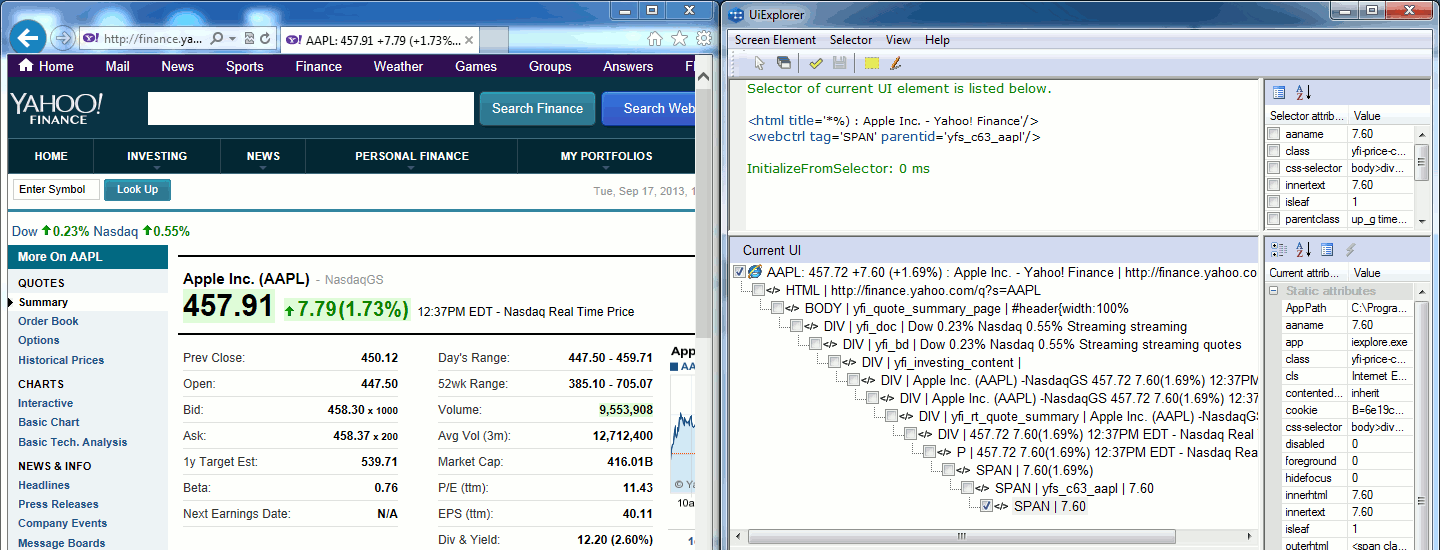 http://finance.ya...
AAPL: 457.91 +7.79 (+1.73%...
Home Mail News Sports Finance Weather Games Groups Answers Fl
YAHOO!
FINANCE
Search Finance
Search Web
HOME INVESTING NEWS PERSONAL FINANCE MY PORTFOLIOS
Enter Symbol
Look Up
Tue, Sep 17, 2013, 1
Dow 0.23% Nasdaq 0.55%
More On AAPL
QUOTES
Summary
Order Book
Options
Historical Prices
CHARTS
Interactive
Basic Chart
Basic Tech. Analysis
NEWS & INFO
Headlines
Press Releases
Company Events
Message Boards
Apple Inc. (AAPL) - NasdaqGS
457.91 7.79(1.73%) 12:37PM EDT - Nasdaq Real Time Price
Prev Close: 450.12
Open: 447.50
Bid: 458.30 x 1000
Ask: 458.37 x 200
1y Target Est: 539.71
Beta: 0.76
Next Earnings Date: N/A
Day's Range: 447.50 - 459.71
52wk Range: 385.10 - 705.07
Volume: 9,553,908
Avg Vol (3m): 12,712,400
Market Cap: 416.01B
P/E (ttm): 11.43
EPS (ttm): 40.11
Div & Yield: 12.20 (2.60%)
App
AA
© Ya
10a
UiExplorer
Screen Element Selector View Help
Selector of current UI element is listed below.
<html title='*%) : Apple Inc. - Yahoo! Finance'/>
<webctrl tag='SPAN' parentid='yfs_c63_aapl'/>
InitializeFromSelector: 0 ms
Selector attrib... Value
aaname 7.60
class yfi-price-c...
css-selector body>div...
innertext 7.60
isleaf 1
parentclass up_g time...
Current UI
AAPL: 457.72 +7.60 (+1.69%) : Apple Inc. - Yahoo! Finance | http://finance.yahoo.co
HTML | http://finance.yahoo.com/q?s=AAPL
BODY | yfi_quote_summary_page | #header{width:100%
DIV | yfi_doc | Dow 0.23% Nasdaq 0.55% Streaming streaming
DIV | yfi_bd | Dow 0.23% Nasdaq 0.55% Streaming streaming quotes
DIV | yfi_investing_content |
DIV | Apple Inc. (AAPL) -NasdaqGS 457.72 7.60(1.69%) 12:37PM
DIV | Apple Inc. (AAPL) -NasdaqGS 457.72 7.60(1.69%) 12:37
DIV | yfi_rt_quote_summary | Apple Inc. (AAPL) -NasdaqGS
DIV | 457.72 7.60(1.69%) 12:37PM EDT - Nasdaq Real
P | 457.72 7.60(1.69%) 12:37PM EDT - Nasdaq Rea
SPAN | 7.60(1.69%)
SPAN | yfs_c63_aapl | 7.60
SPAN | 7.60
Current attrib... Value
Static attributes
AppPath C:\Progra...
aaname 7.60
app iexplore.exe
class yfi-price-c...
cls Internet E...
contented... inherit
cookie B=6e19c...
css-selector body>div...
disabled 0
foreground 0
hidefocus 0
innerhtml 7.60
innertext 7.60
isleaf 1
outerhtml <span cla...